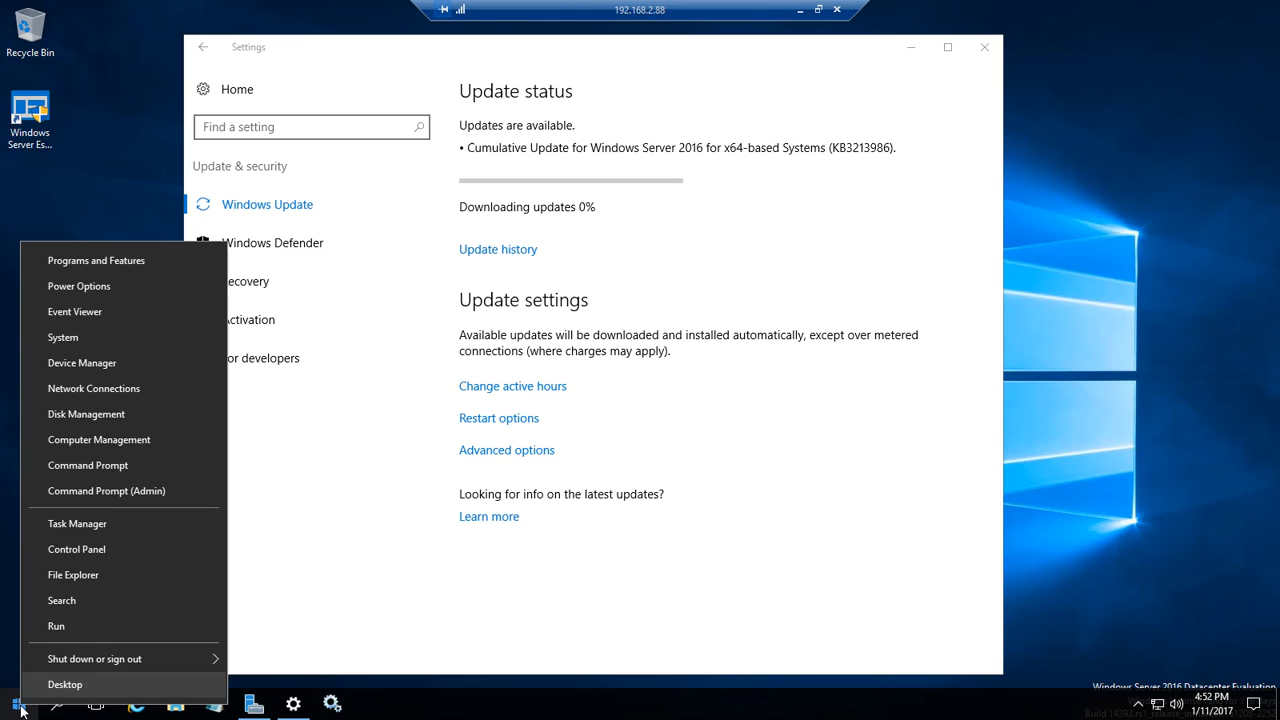 192.168.2.88
Recycle Bin
Windows
Server Es...
Settings
Home
Find a setting
Update & security
Windows Update
Windows Defender
ecovery
ctivation
or developers
Update status
Updates are available.
• Cumulative Update for Windows Server 2016 for x64-based Systems (KB3213986).
Downloading updates 0%
Update history
Update settings
Available updates will be downloaded and installed automatically, except over metered
connections (where charges may apply).
Change active hours
Restart options
Advanced options
Looking for info on the latest updates?
Learn more
Programs and Features
Power Options
Event Viewer
System
Device Manager
Network Connections
Disk Management
Computer Management
Command Prompt
Command Prompt (Admin)
Task Manager
Control Panel
File Explorer
Search
Run
Shut down or sign out
Desktop
Windows Server 2016 Datacenter Evaluation
4:52 PM
1/11/2017
Build 14393.rs1_release